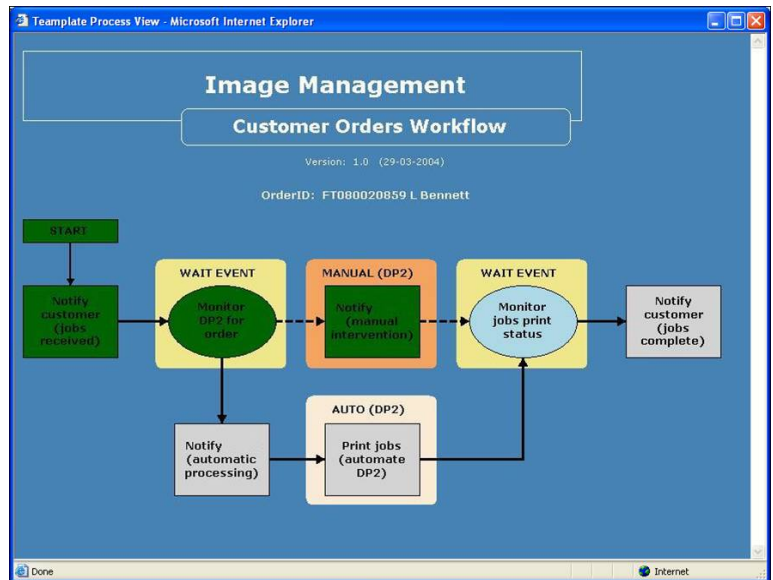 Teamplate Process View - Microsoft Internet Explorer
Image Management
Customer Orders Workflow
Version: 1.0 (29-03-2004)
OrderID: FT080020859 L Bennett
START
WAIT EVENT
MANUAL (DP2)
WAIT EVENT
Notify
customer
(jobs
received)
Monitor
DP2 for
order
Notify
(manual
intervention)
Monitor
jobs print
status
Notify
customer
(jobs
complete)
AUTO (DP2)
Notify
(automatic
processing)
Print jobs
(automate
DP2)
Done
Internet